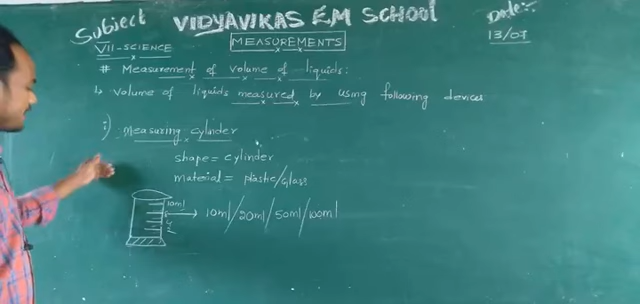 Subject VIDYAVIKAS E.M SCHOOL Date:-
VII-SCIENCE MEASUREMENTS 13/07
# Measurement of volume of liquids:
↳ volume of liquids measured by using following devices
i) Measuring cylinder
shape = cylinder
material = plastic/glass
10ml
10ml/20ml/50ml/100ml